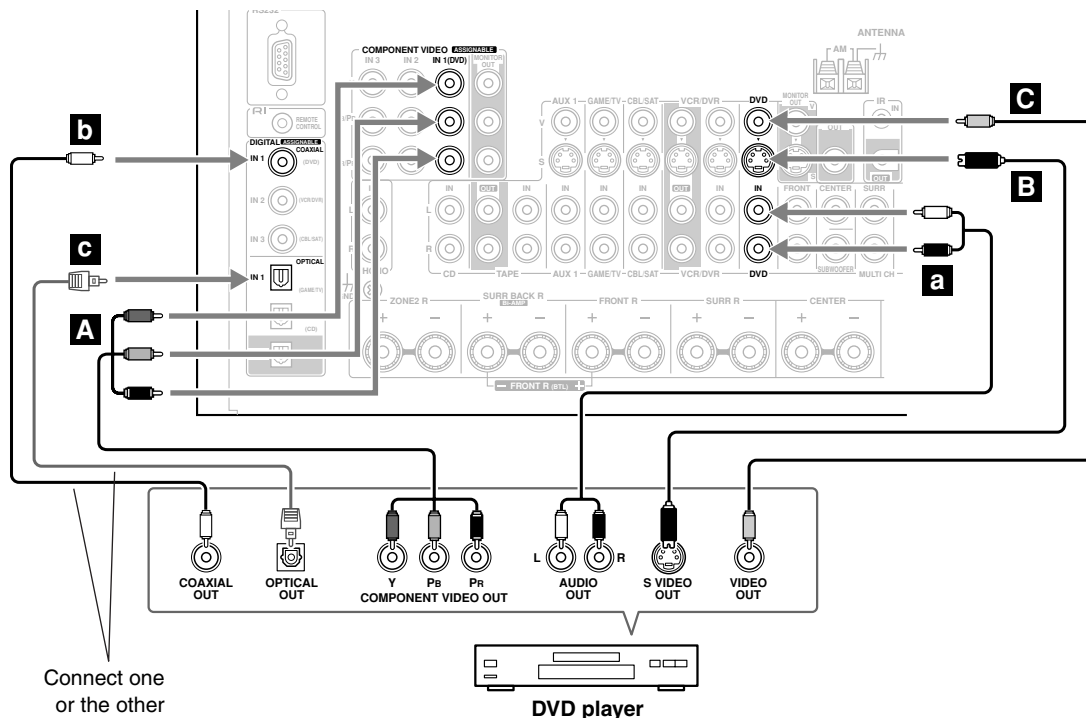 RS232
REMOTE
CONTROL
DIGITAL ASSIGNABLE
COAXIAL
IN 1
(DVD)
IN 2
(VCR/DVR)
IN 3
(CBL/SAT)
OPTICAL
IN 1
(GAME/TV)
(CD)
COMPONENT VIDEO ASSIGNABLE
IN 3
IN 2
IN 1(DVD)
MONITOR
OUT
ANTENNA
AM
AUX 1
GAME/TV
CBL/SAT
VCR/DVR
DVD
MONITOR
OUT
V
S
V
S
IR
IN
OUT
OUT
IN
OUT
IN
IN
IN
IN
OUT
IN
IN
FRONT
CENTER
SURR
L
R
L
R
CD
TAPE
AUX 1
GAME/TV
CBL/SAT
VCR/DVR
DVD
SUBWOOFER
MULTI CH
GND
ZONE2 R
SURR BACK R
BI-AMP
FRONT R
SURR R
CENTER
+ − + − + − + − + −
− FRONT R (BTL) +
b
c
A
C
B
a
COAXIAL
OUT
OPTICAL
OUT
Y
PB
PR
COMPONENT VIDEO OUT
L
R
AUDIO
OUT
S VIDEO
OUT
VIDEO
OUT
Connect one
or the other
DVD player